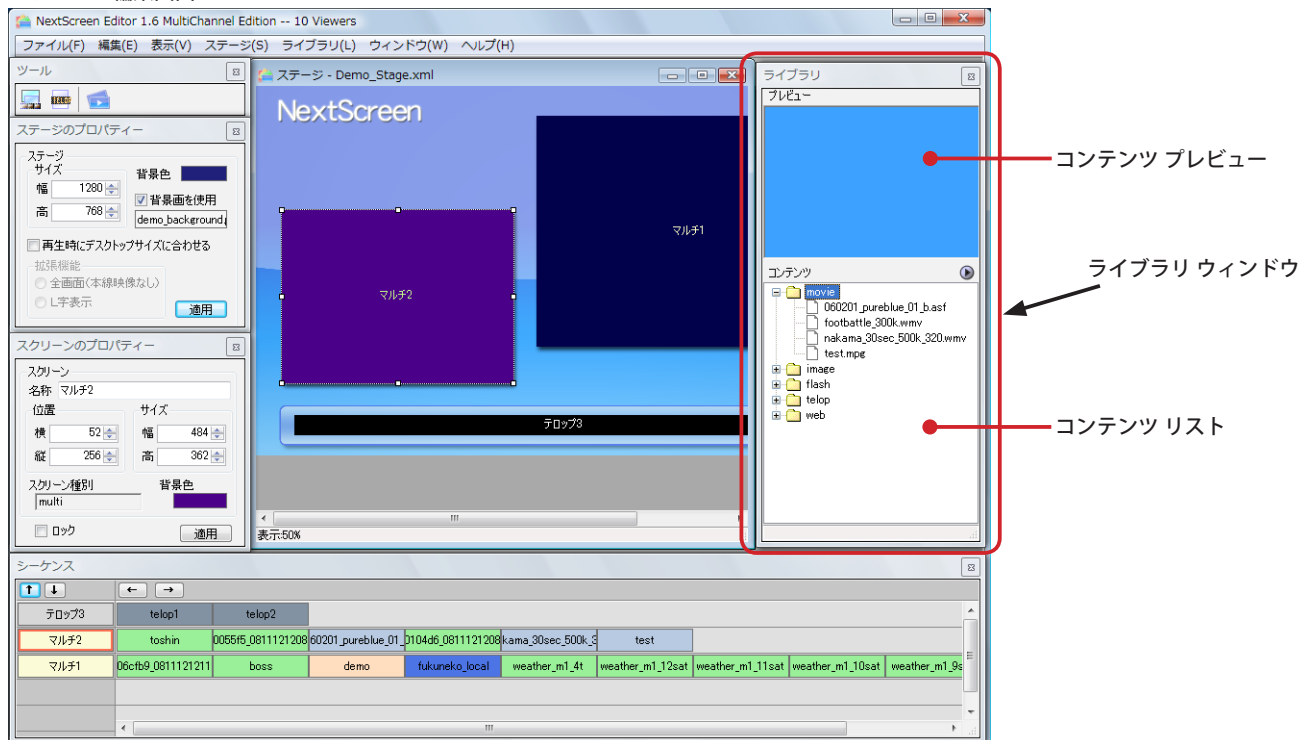 NextScreen Editor 1.6 MultiChannel Edition -- 10 Viewers
ファイル(F) 編集(E) 表示(V) ステージ(S) ライブラリ(L) ウィンドウ(W) ヘルプ(H)
ツール
ステージのプロパティー
ステージ
サイズ
幅 1280
高 768
背景色
背景画を使用
demo_background
再生時にデスクトップサイズに合わせる
拡張機能
全画面(本線映像なし)
L字表示
適用
スクリーンのプロパティー
スクリーン
名称 マルチ2
位置
横 52
縦 256
サイズ
幅 484
高 362
スクリーン種別
multi
背景色
ロック
適用
ステージ - Demo_Stage.xml
NextScreen
マルチ1
マルチ2
テロップ3
表示:50%
ライブラリ
プレビュー
コンテンツ
movie
060201_pureblue_01_b.asf
footbattle_300k.wmv
nakama_30sec_500k_320.wmv
test.mpg
image
flash
telop
web
コンテンツ プレビュー
ライブラリ ウィンドウ
コンテンツ リスト
シーケンス
テロップ3 telop1 telop2
マルチ2 toshin 0055f5_0811121208 60201_pureblue_01_ 0104d6_0811121208 kama_30sec_500k_3 test
マルチ1 06cfb9_0811121211 boss demo fukuneko_local weather_m1_4t weather_m1_12sat weather_m1_11sat weather_m1_10sat weather_m1_9s